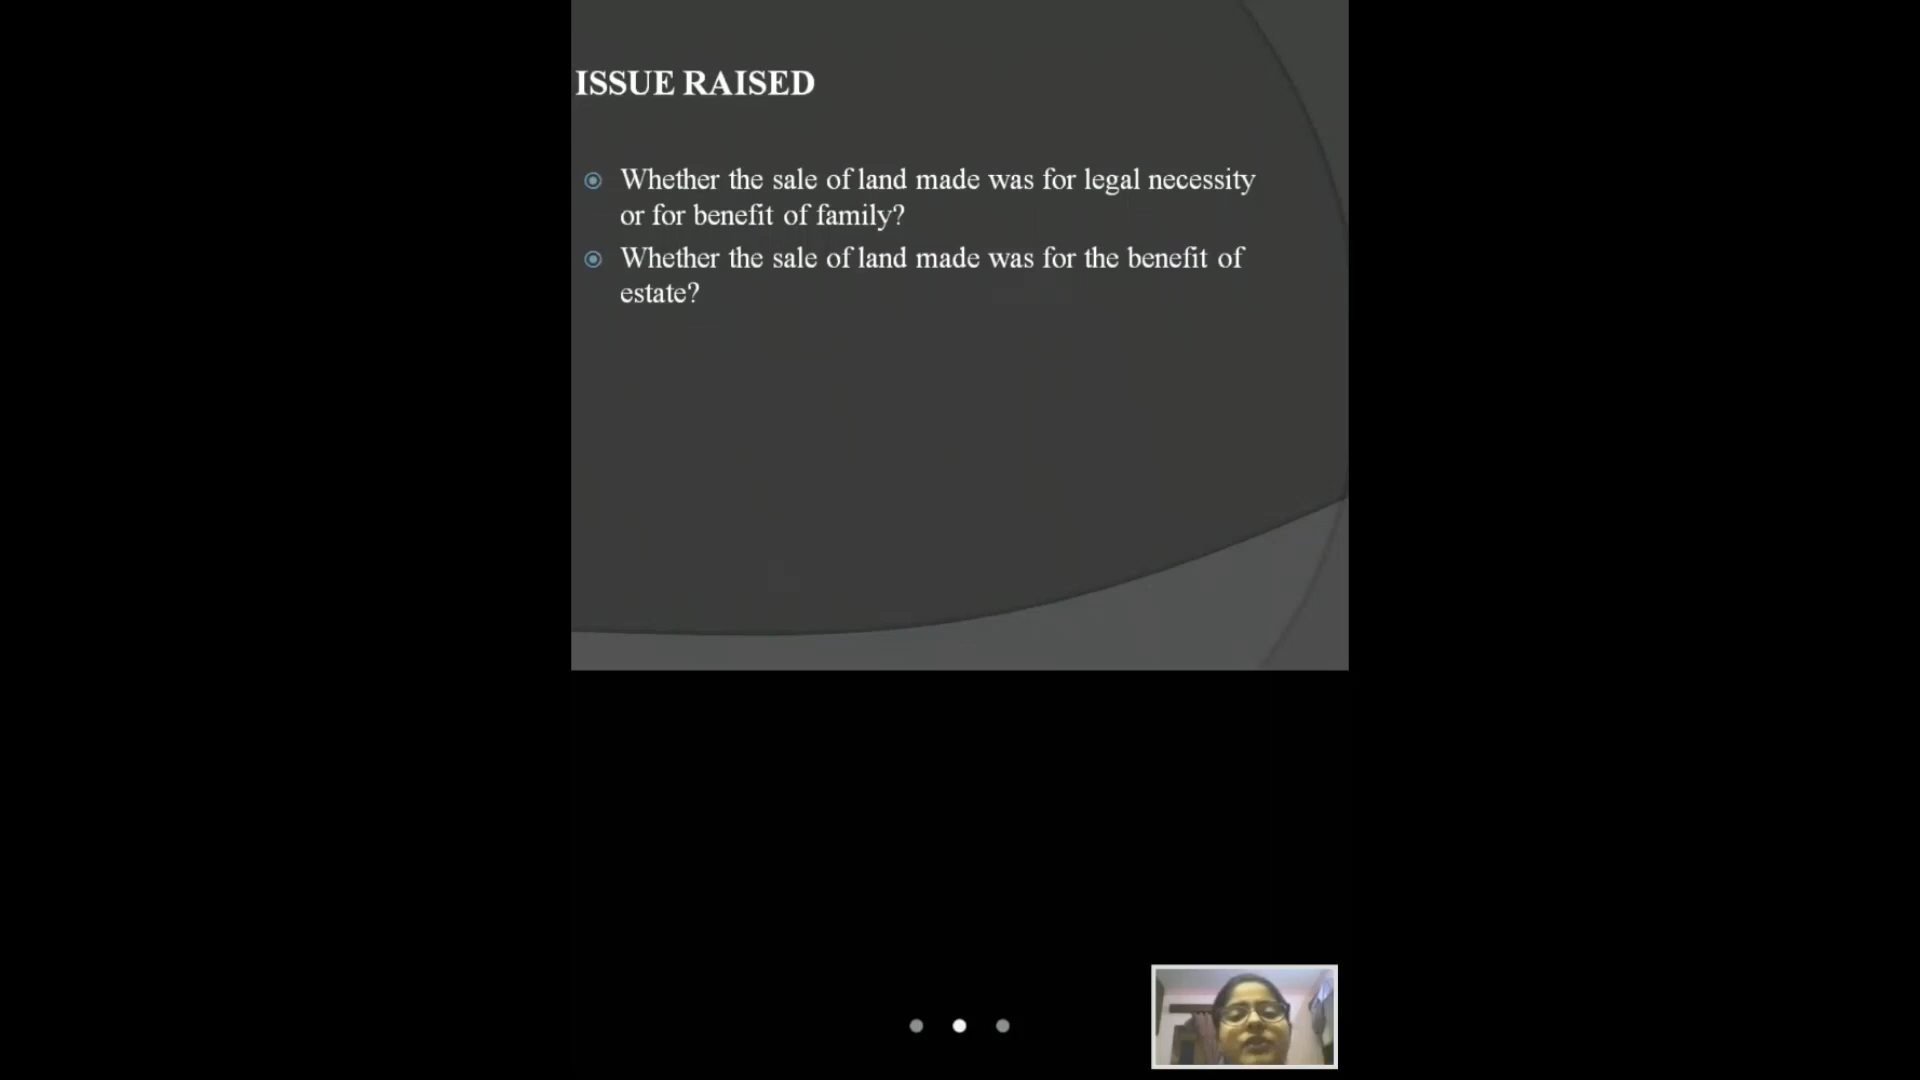 ISSUE RAISED
Whether the sale of land made was for legal necessity
or for benefit of family?
Whether the sale of land made was for the benefit of
estate?